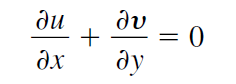 ∂u/∂x + ∂υ/∂y = 0